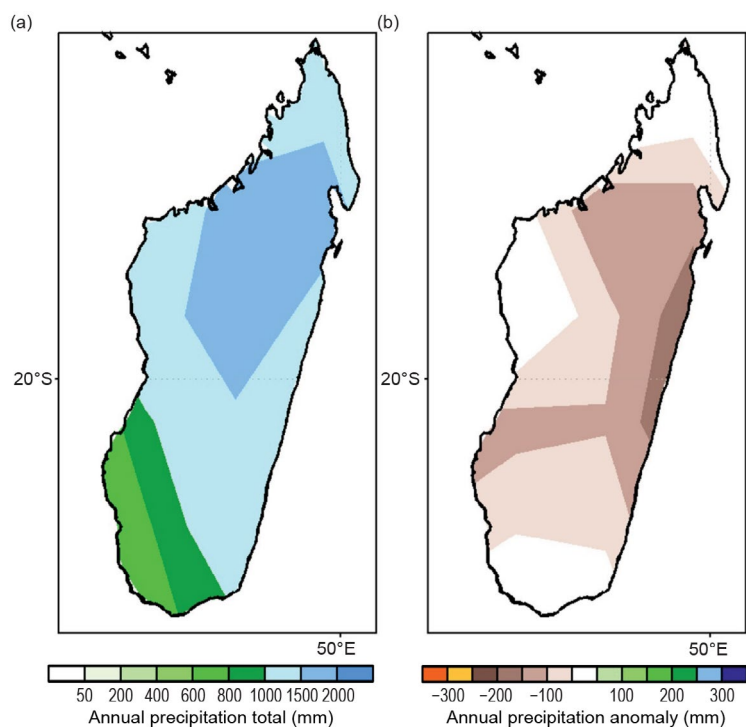 (a)
(b)
20°S
20°S
50°E
50°E
50 200 400 600 800 1000 1500 2000
−300 −200 −100 100 200 300
Annual precipitation total (mm)
Annual precipitation anomaly (mm)